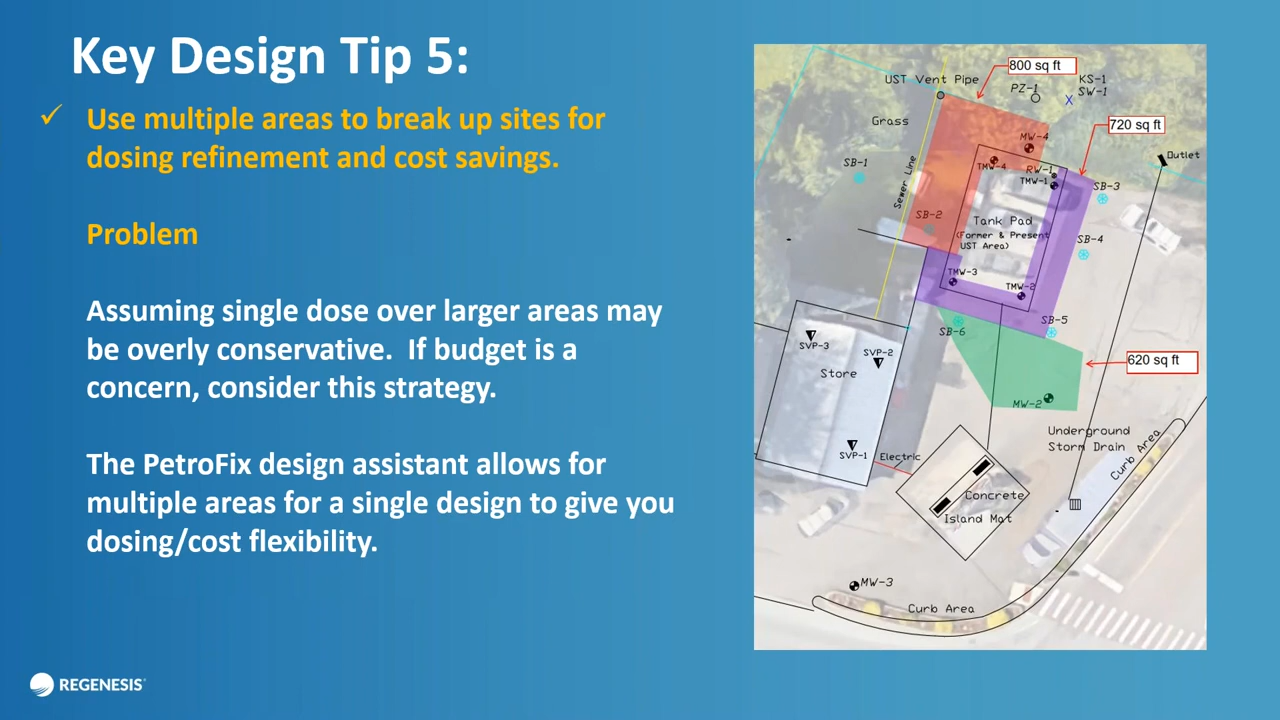 Key Design Tip 5:
✓ Use multiple areas to break up sites for
dosing refinement and cost savings.
Problem
Assuming single dose over larger areas may
be overly conservative. If budget is a
concern, consider this strategy.
The PetroFix design assistant allows for
multiple areas for a single design to give you
dosing/cost flexibility.
REGENESIS
800 sq ft
UST Vent Pipe
PZ-1
KS-1
SW-1
Grass
720 sq ft
MW-4
SB-1
TMW-4
RW-1
TMW-1
Outlet
Sewer Line
SB-3
SB-2
Tank Pad
(Former & Present
UST Area)
SB-4
TMW-3
TMW-2
SB-6
SB-5
SVP-3
SVP-2
Store
620 sq ft
MW-2
Underground
Storm Drain
Curb Area
SVP-1
Electric
Concrete
Island Mat
MW-3
Curb Area